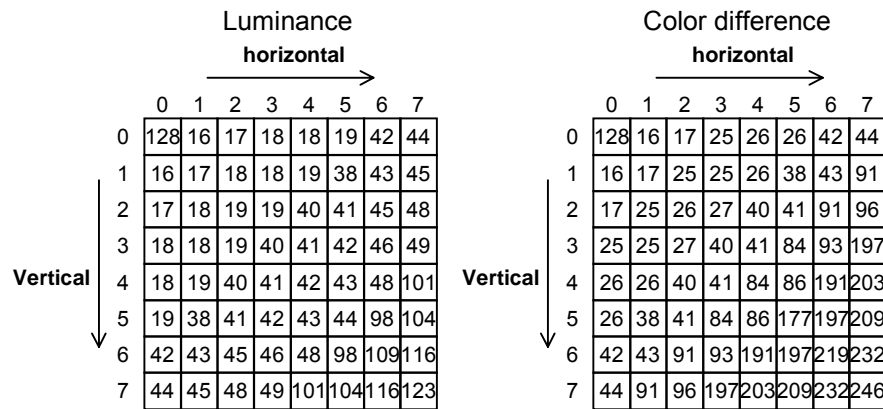 Luminance
horizontal
0 1 2 3 4 5 6 7
0 128 16 17 18 18 19 42 44
1 16 17 18 18 19 38 43 45
2 17 18 19 19 40 41 45 48
3 18 18 19 40 41 42 46 49
4 18 19 40 41 42 43 48 101
5 19 38 41 42 43 44 98 104
6 42 43 45 46 48 98 109 116
7 44 45 48 49 101 104 116 123
Vertical
Color difference
horizontal
0 1 2 3 4 5 6 7
0 128 16 17 25 26 26 42 44
1 16 17 25 25 26 38 43 91
2 17 25 26 27 40 41 91 96
3 25 25 27 40 41 84 93 197
4 26 26 40 41 84 86 191 203
5 26 38 41 84 86 177 197 209
6 42 43 91 93 191 197 219 232
7 44 91 96 197 203 209 232 246
Vertical